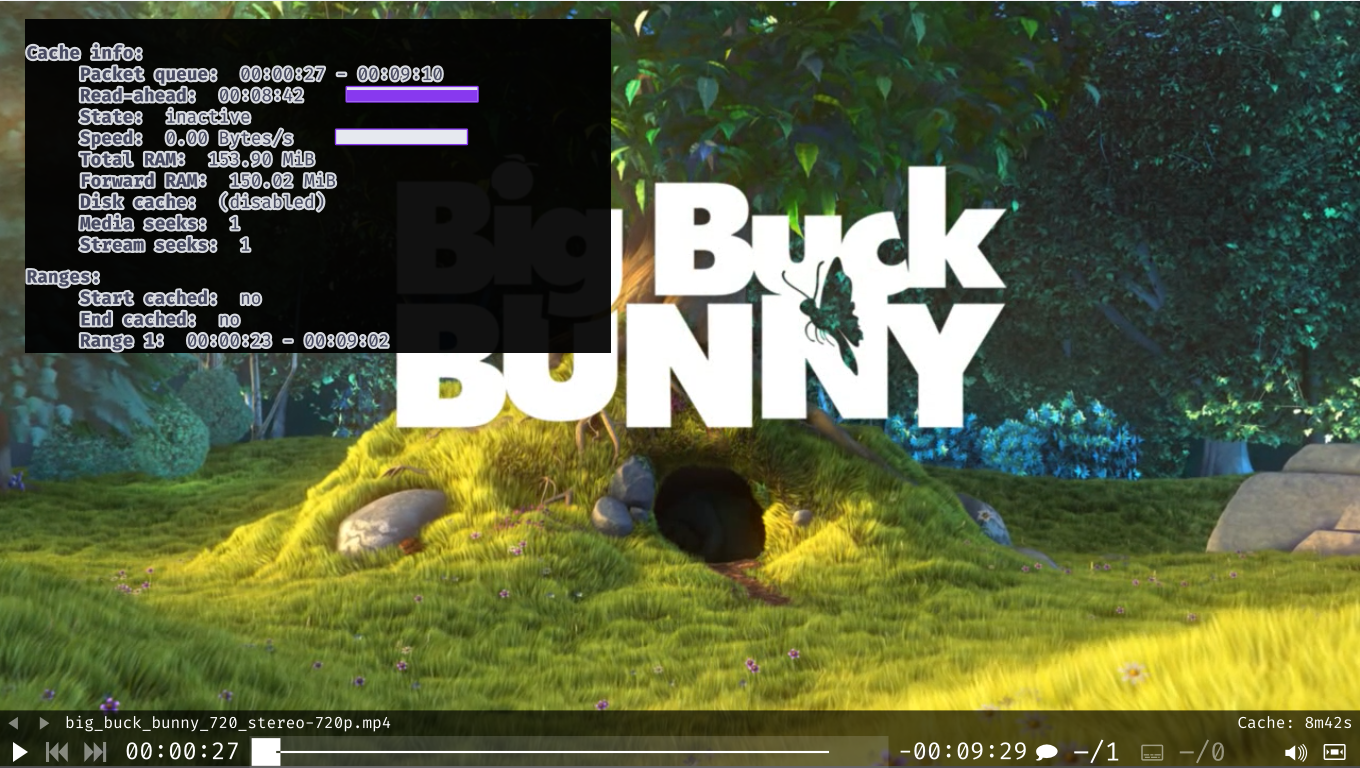 Cache info:
Packet queue: 00:00:27 - 00:09:10
Read-ahead: 00:08:42
State: inactive
Speed: 0.00 Bytes/s
Total RAM: 153.90 MiB
Forward RAM: 150.02 MiB
Disk cache: (disabled)
Media seeks: 1
Stream seeks: 1
Ranges:
Start cached: no
End cached: no
Range 1: 00:00:23 - 00:09:02
Big Buck
BUNNY
big_buck_bunny_720_stereo-720p.mp4 Cache: 8m42s
00:00:27 -00:09:29 -/1 -/0